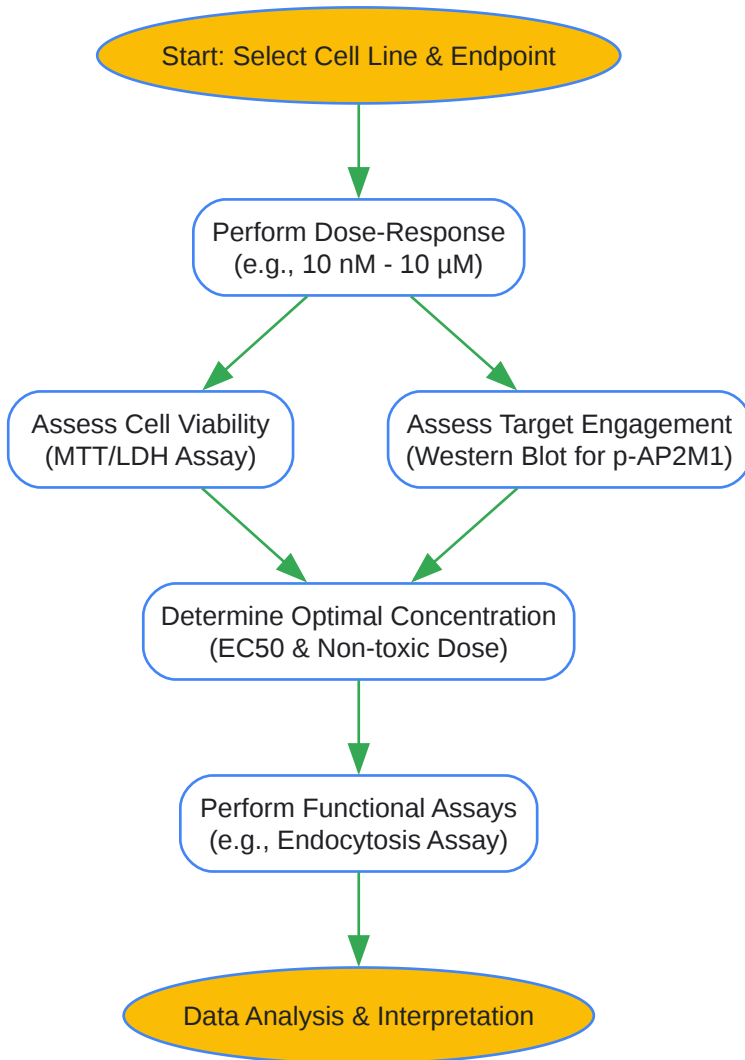 Start: Select Cell Line & Endpoint
Perform Dose-Response
(e.g., 10 nM - 10 µM)
Assess Cell Viability
(MTT/LDH Assay)
Assess Target Engagement
(Western Blot for p-AP2M1)
Determine Optimal Concentration
(EC50 & Non-toxic Dose)
Perform Functional Assays
(e.g., Endocytosis Assay)
Data Analysis & Interpretation